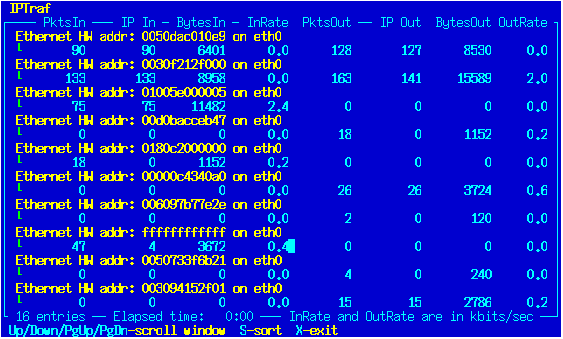 IPTraf
PktsIn IP In BytesIn InRate PktsOut IP Out BytesOut OutRate
Ethernet HW addr: 0050dac010e9 on eth0
90 90 6401 0.0 128 127 8530 0.0
Ethernet HW addr: 0030f212f000 on eth0
133 133 8958 0.0 163 141 15589 2.0
Ethernet HW addr: 01005e000005 on eth0
75 75 11482 2.4 0 0 0 0.0
Ethernet HW addr: 00d0bacceb47 on eth0
0 0 0 0.0 18 0 1152 0.2
Ethernet HW addr: 0180c2000000 on eth0
18 0 1152 0.2 0 0 0 0.0
Ethernet HW addr: 00000c4340a0 on eth0
0 0 0 0.0 26 26 3724 0.6
Ethernet HW addr: 006097b77e2e on eth0
0 0 0 0.0 2 0 120 0.0
Ethernet HW addr: ffffffffffff on eth0
47 4 3672 0.4 0 0 0 0.0
Ethernet HW addr: 0050733f6b21 on eth0
0 0 0 0.0 4 0 240 0.0
Ethernet HW addr: 003094152f01 on eth0
0 0 0 0.0 15 15 2786 0.2
16 entries Elapsed time: 0:00 InRate and OutRate are in kbits/sec
Up/Down/PgUp/PgDn-scroll window S-sort X-exit